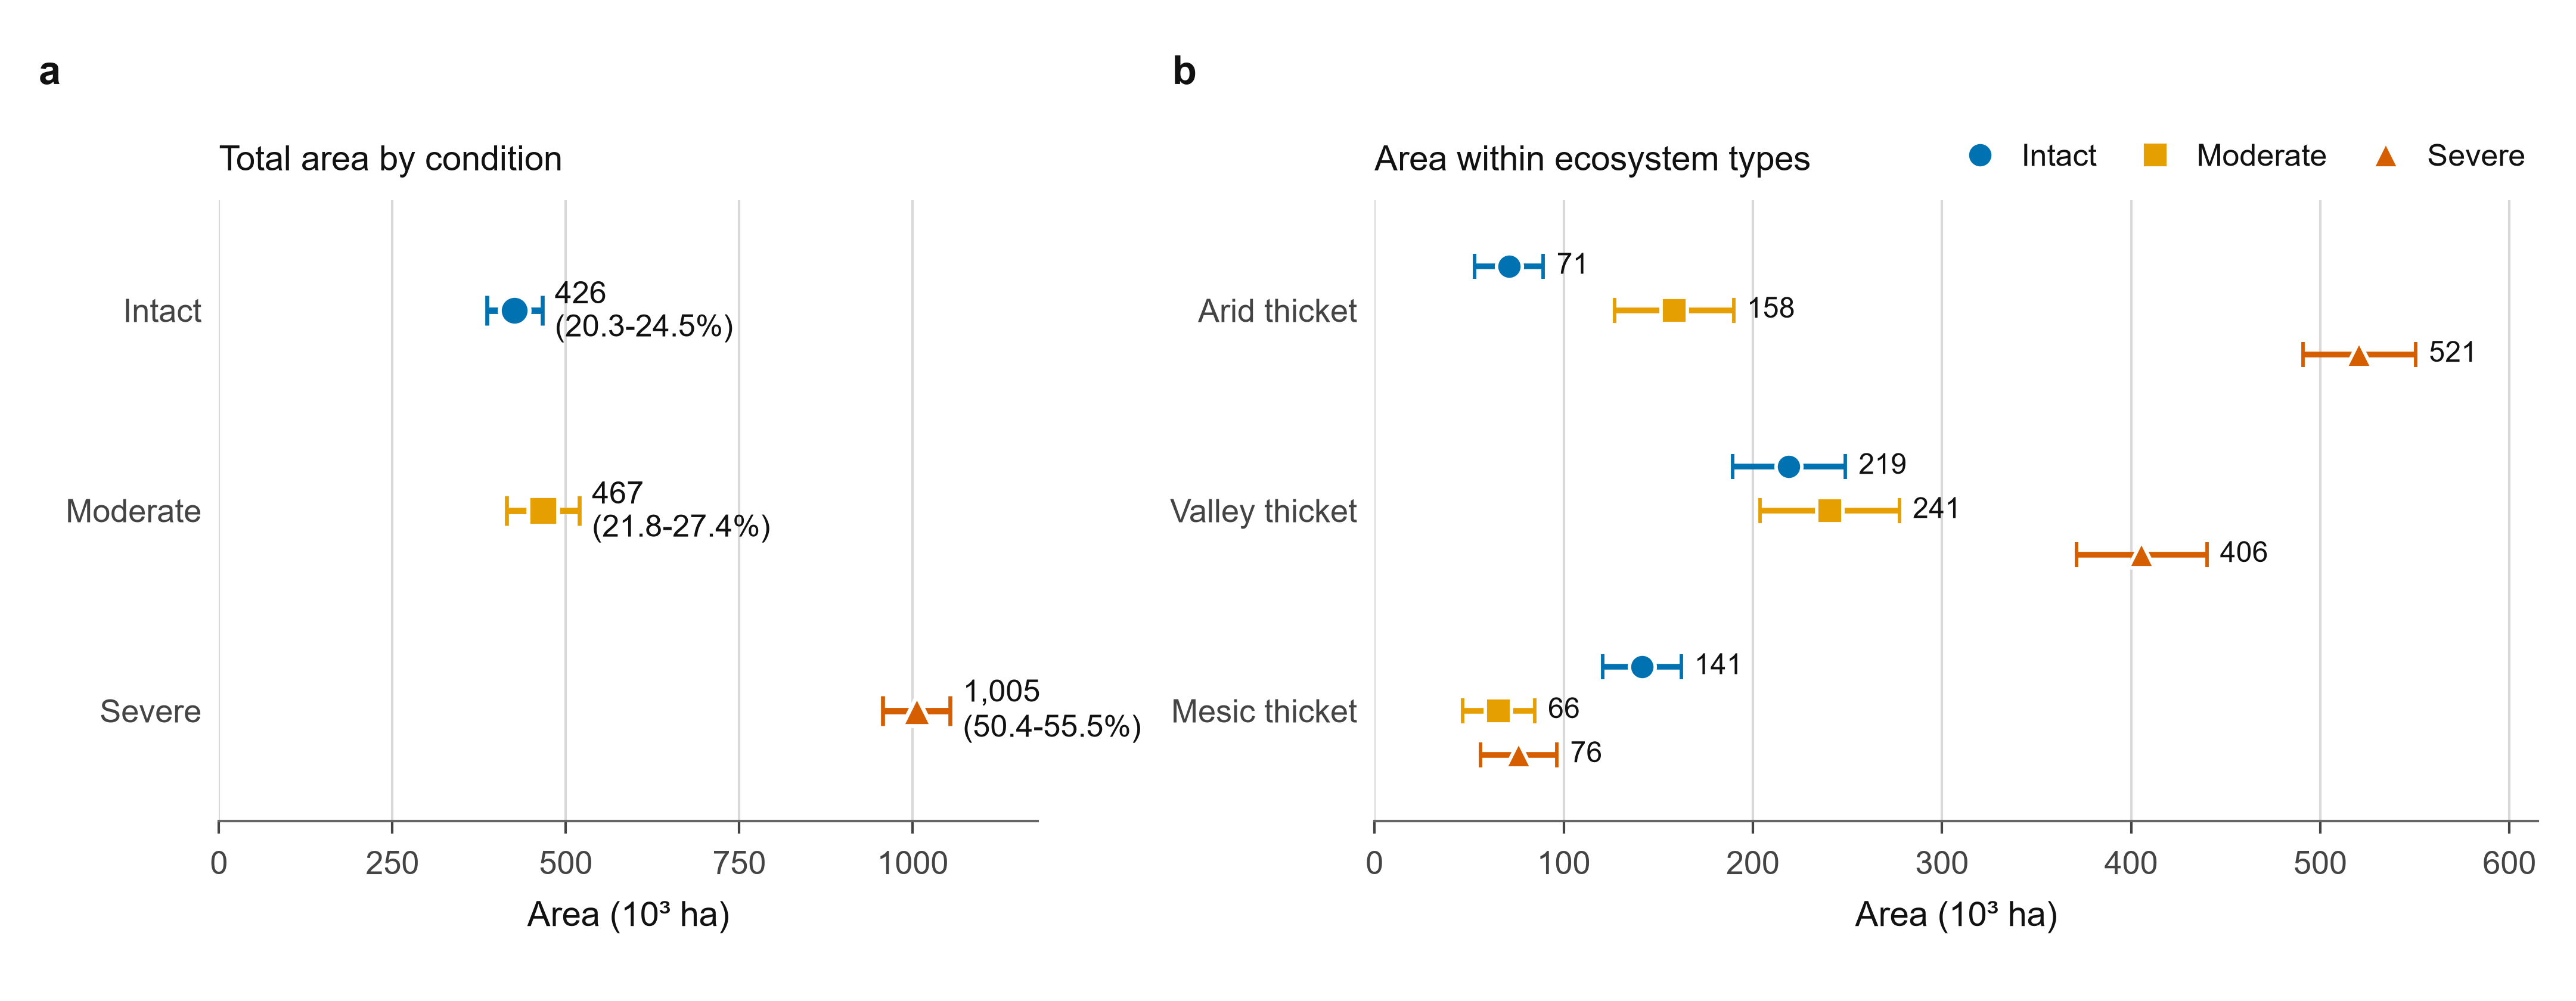 a
Total area by condition
Intact
426
(20.3-24.5%)
Moderate
467
(21.8-27.4%)
Severe
1,005
(50.4-55.5%)
0 250 500 750 1000
Area (10³ ha)
b
Area within ecosystem types
Intact Moderate Severe
71
Arid thicket
158
521
219
Valley thicket
241
406
141
Mesic thicket
66
76
0 100 200 300 400 500 600
Area (10³ ha)